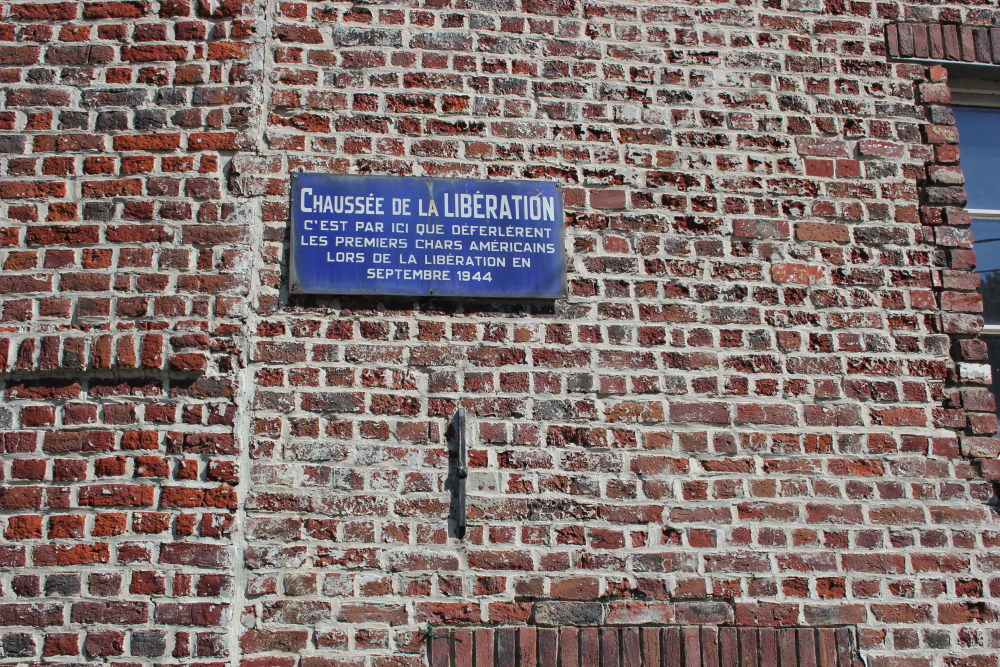 CHAUSSÉE DE LA LIBÉRATION
C'EST PAR ICI QUE DÉFERLÈRENT
LES PREMIERS CHARS AMÉRICAINS
LORS DE LA LIBÉRATION EN
SEPTEMBRE 1944